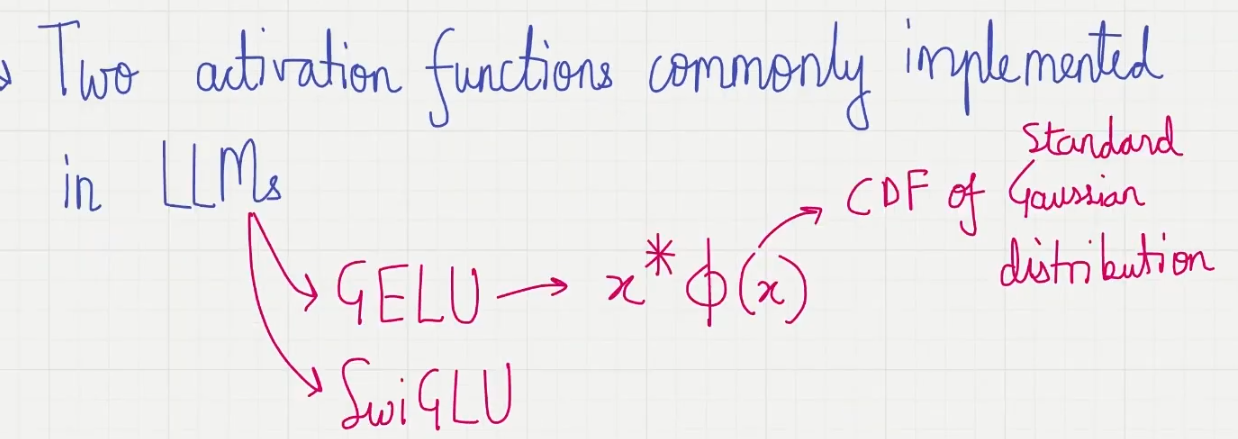 → Two activation functions commonly implemented
in LLMs
GELU → x * ϕ(x) → CDF of Standard Gaussian distribution
SwiGLU